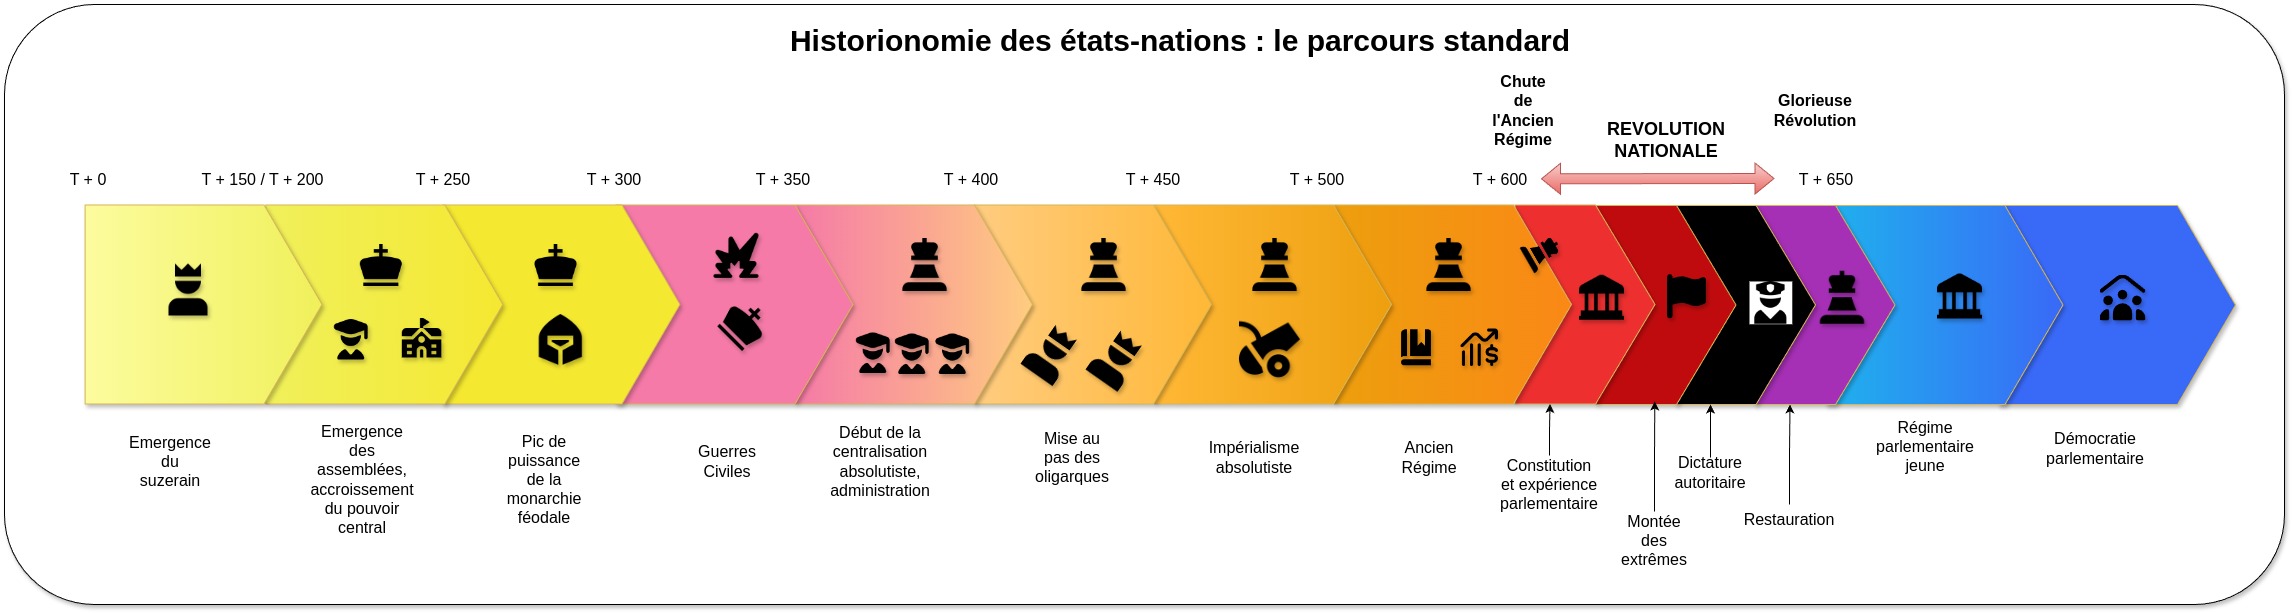 Historionomie des états-nations : le parcours standard
Chute
de
l'Ancien
Régime
REVOLUTION
NATIONALE
Glorieuse
Révolution
T + 0
T + 150 / T + 200
T + 250
T + 300
T + 350
T + 400
T + 450
T + 500
T + 600
T + 650
Emergence
du
suzerain
Emergence
des
assemblées,
accroissement
du pouvoir
central
Pic de
puissance
de la
monarchie
féodale
Guerres
Civiles
Début de la
centralisation
absolutiste,
administration
Mise au
pas des
oligarques
Impérialisme
absolutiste
Ancien
Régime
Constitution
et expérience
parlementaire
Montée
des
extrêmes
Dictature
autoritaire
Restauration
Régime
parlementaire
jeune
Démocratie
parlementaire